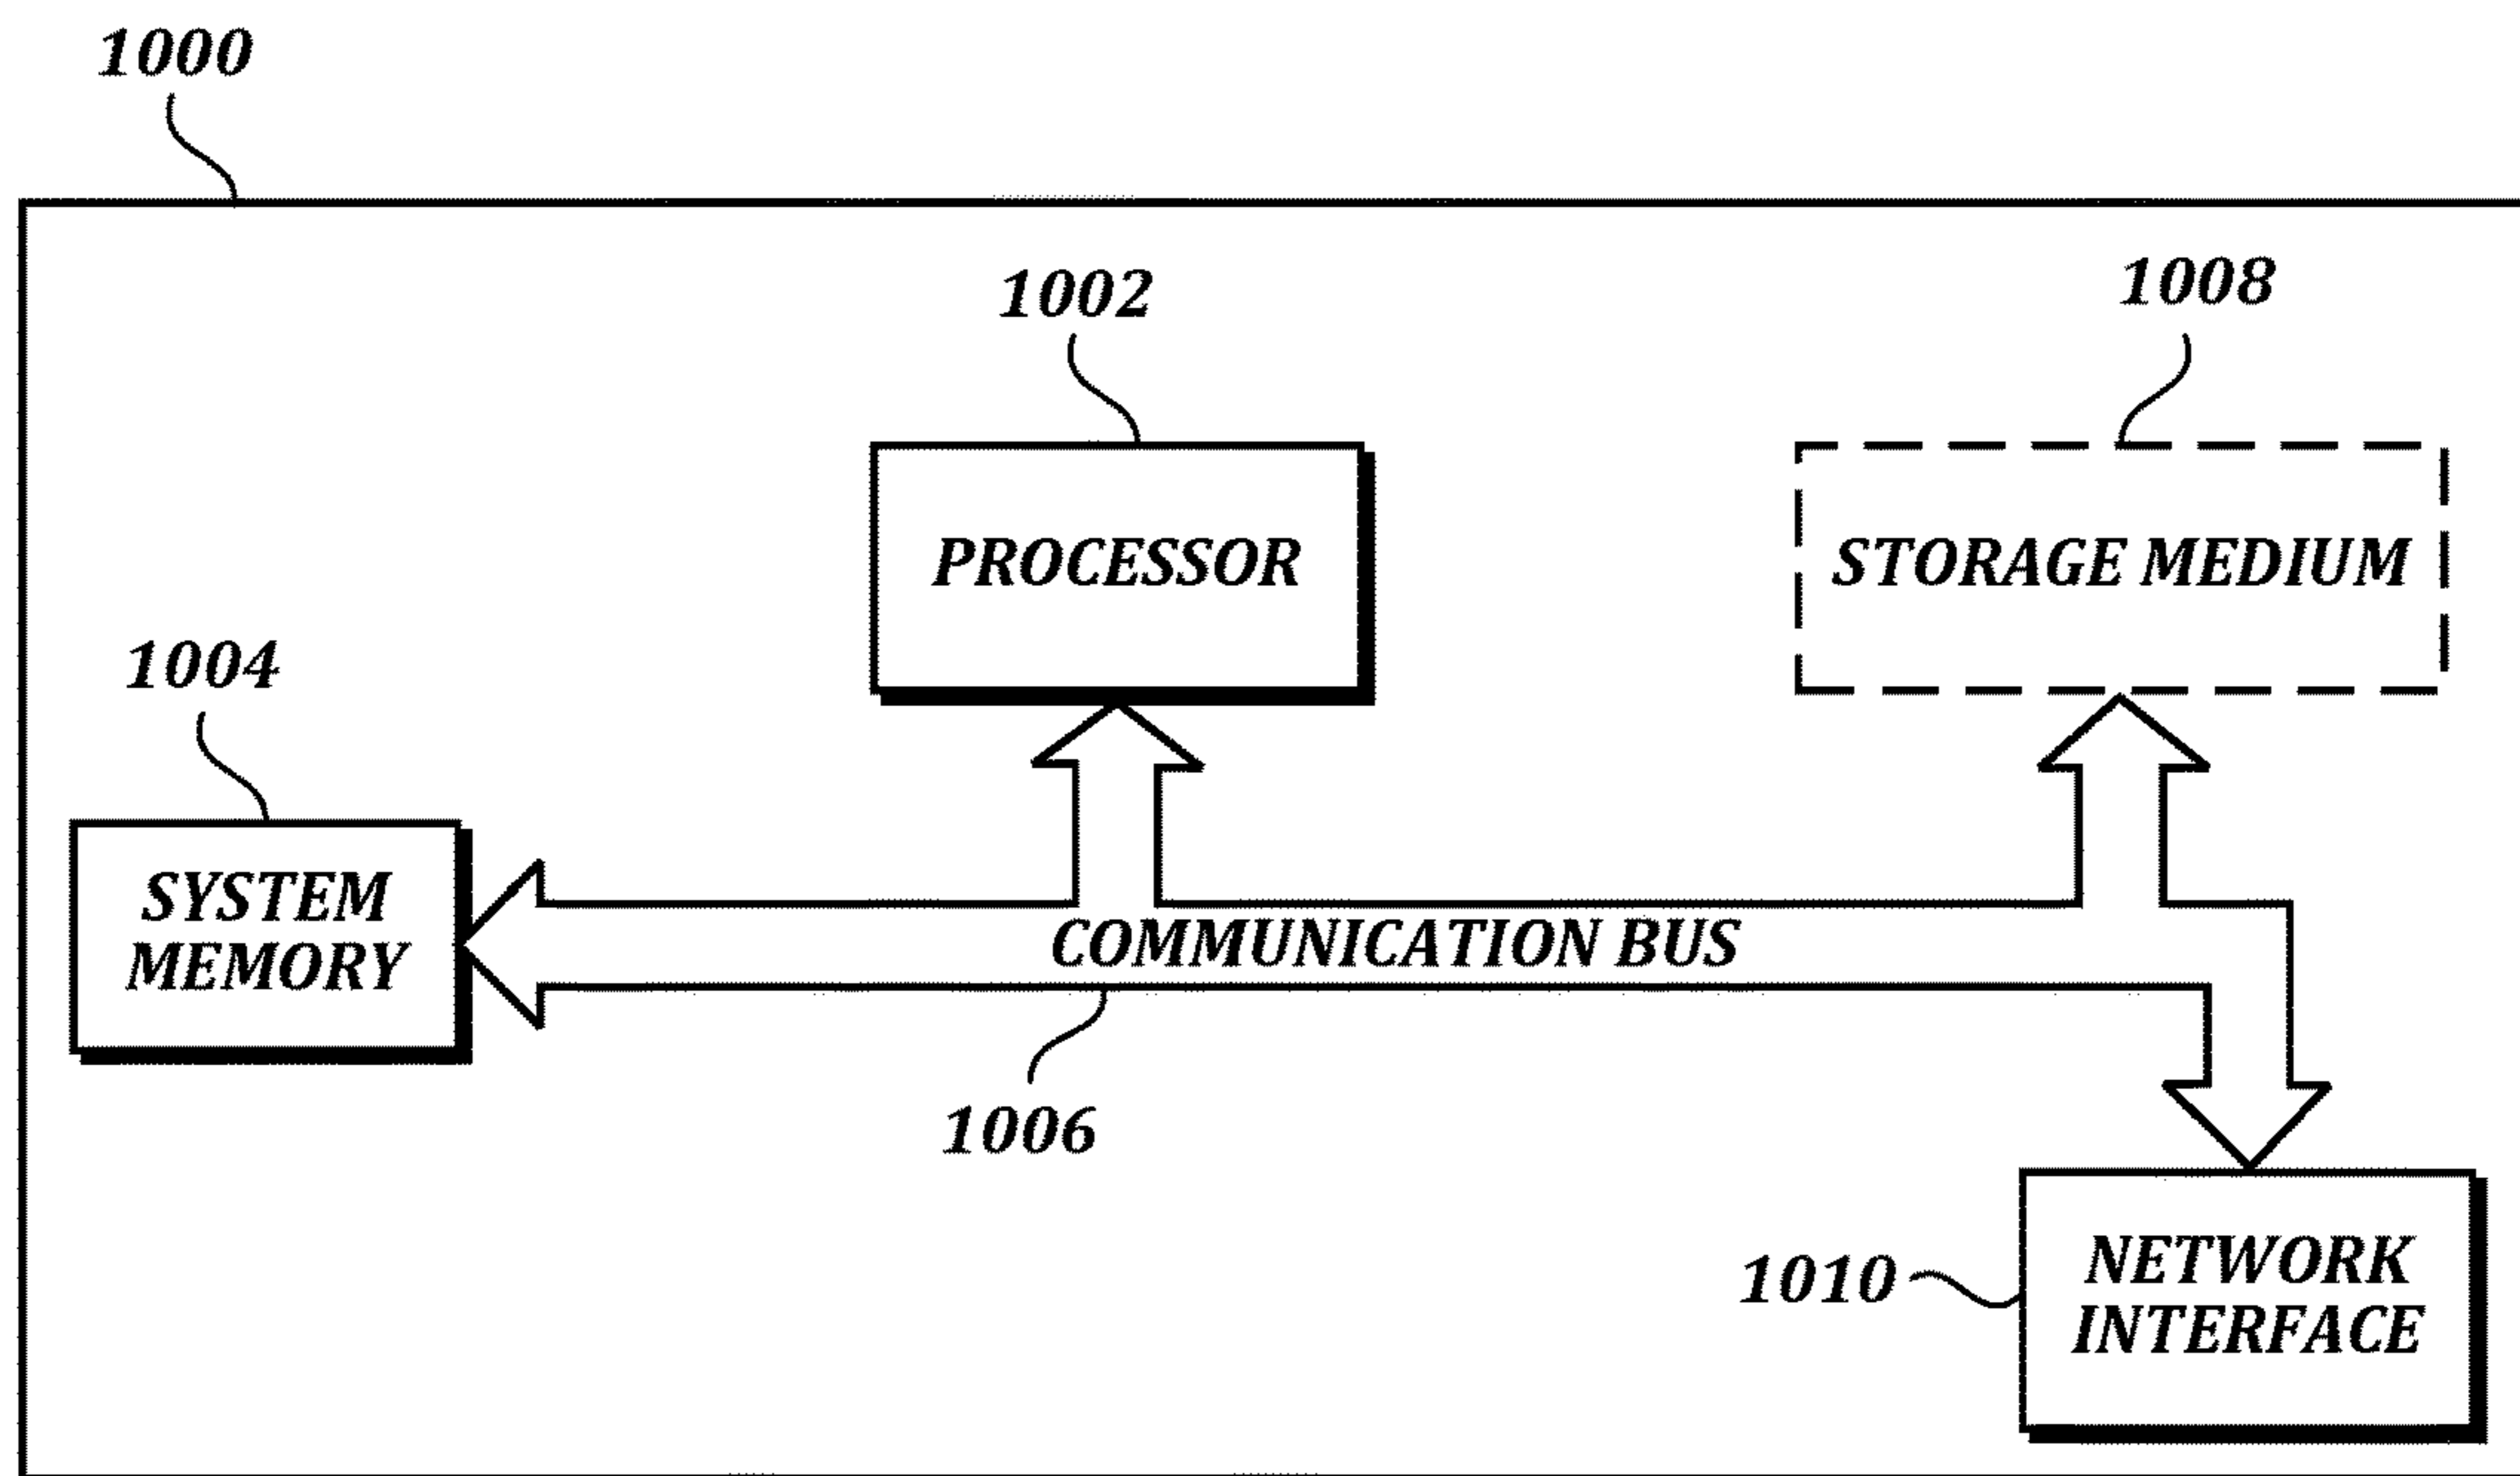 1000
1002
1008
PROCESSOR
STORAGE MEDIUM
1004
SYSTEM
MEMORY
COMMUNICATION BUS
1006
1010
NETWORK
INTERFACE